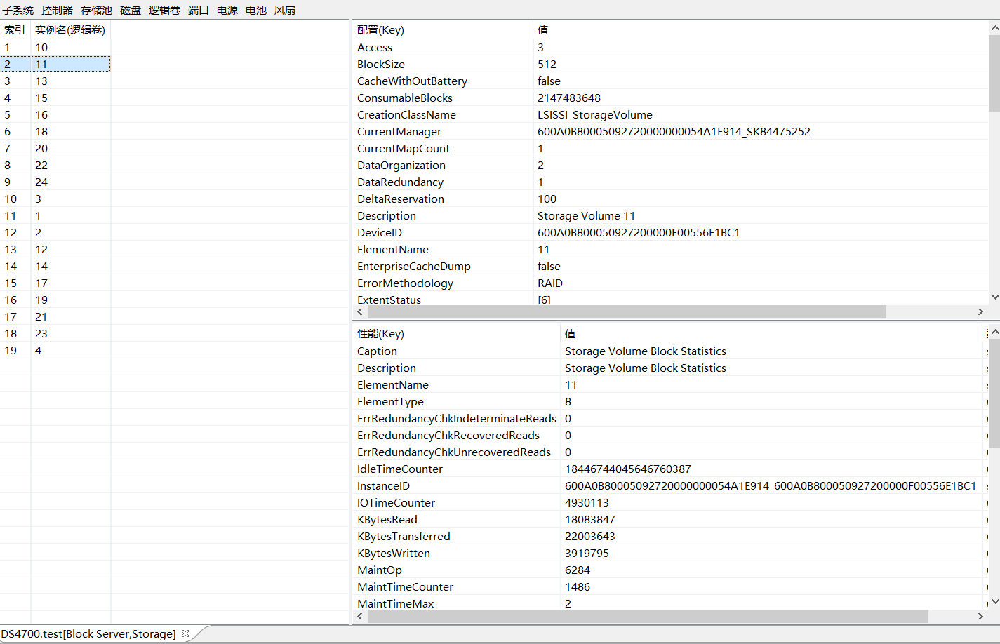 子系统 控制器 存储池 磁盘 逻辑卷 端口 电源 电池 风扇
索引 实例名(逻辑卷)
1 10
2 11
3 13
4 15
5 16
6 18
7 20
8 22
9 24
10 3
11 1
12 2
13 12
14 14
15 17
16 19
17 21
18 23
19 4
配置(Key) 值
Access 3
BlockSize 512
CacheWithOutBattery false
ConsumableBlocks 2147483648
CreationClassName LSISSI_StorageVolume
CurrentManager 600A0B80005092720000000054A1E914_SK84475252
CurrentMapCount 1
DataOrganization 2
DataRedundancy 1
DeltaReservation 100
Description Storage Volume 11
DeviceID 600A0B800050927200000F00556E1BC1
ElementName 11
EnterpriseCacheDump false
ErrorMethodology RAID
ExtentStatus [6]
性能(Key) 值
Caption Storage Volume Block Statistics
Description Storage Volume Block Statistics
ElementName 11
ElementType 8
ErrRedundancyChkIndeterminateReads 0
ErrRedundancyChkRecoveredReads 0
ErrRedundancyChkUnrecoveredReads 0
IdleTimeCounter 18446744045646760387
InstanceID 600A0B80005092720000000054A1E914_600A0B800050927200000F00556E1BC1
IOTimeCounter 4930113
KBytesRead 18083847
KBytesTransferred 22003643
KBytesWritten 3919795
MaintOp 6284
MaintTimeCounter 1486
MaintTimeMax 2
DS4700.test[Block Server,Storage]